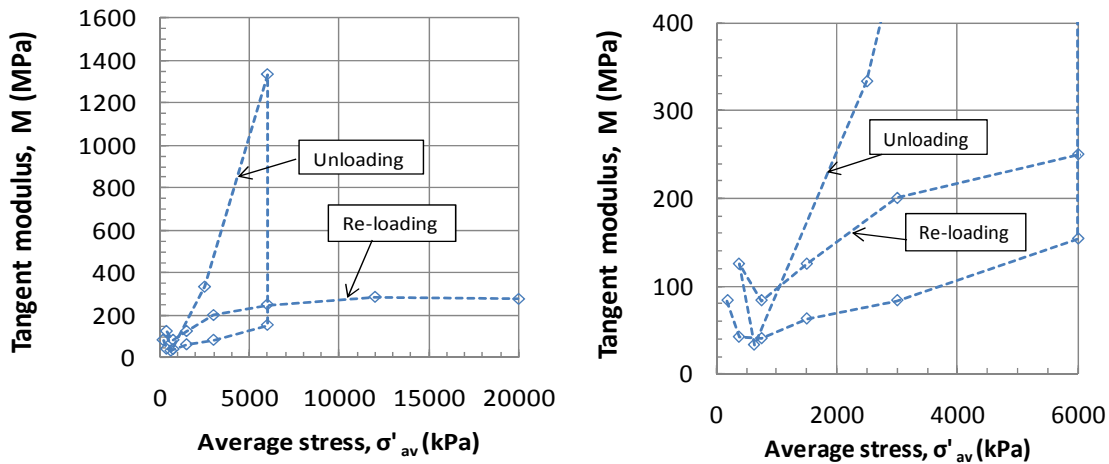 Tangent modulus, M (MPa)
1600
1400
1200
1000
800
600
400
200
0
Unloading
Re-loading
0 5000 10000 15000 20000
Average stress, σ'av (kPa)
Tangent modulus, M (MPa)
400
300
200
100
0
Unloading
Re-loading
0 2000 4000 6000
Average stress, σ'av (kPa)